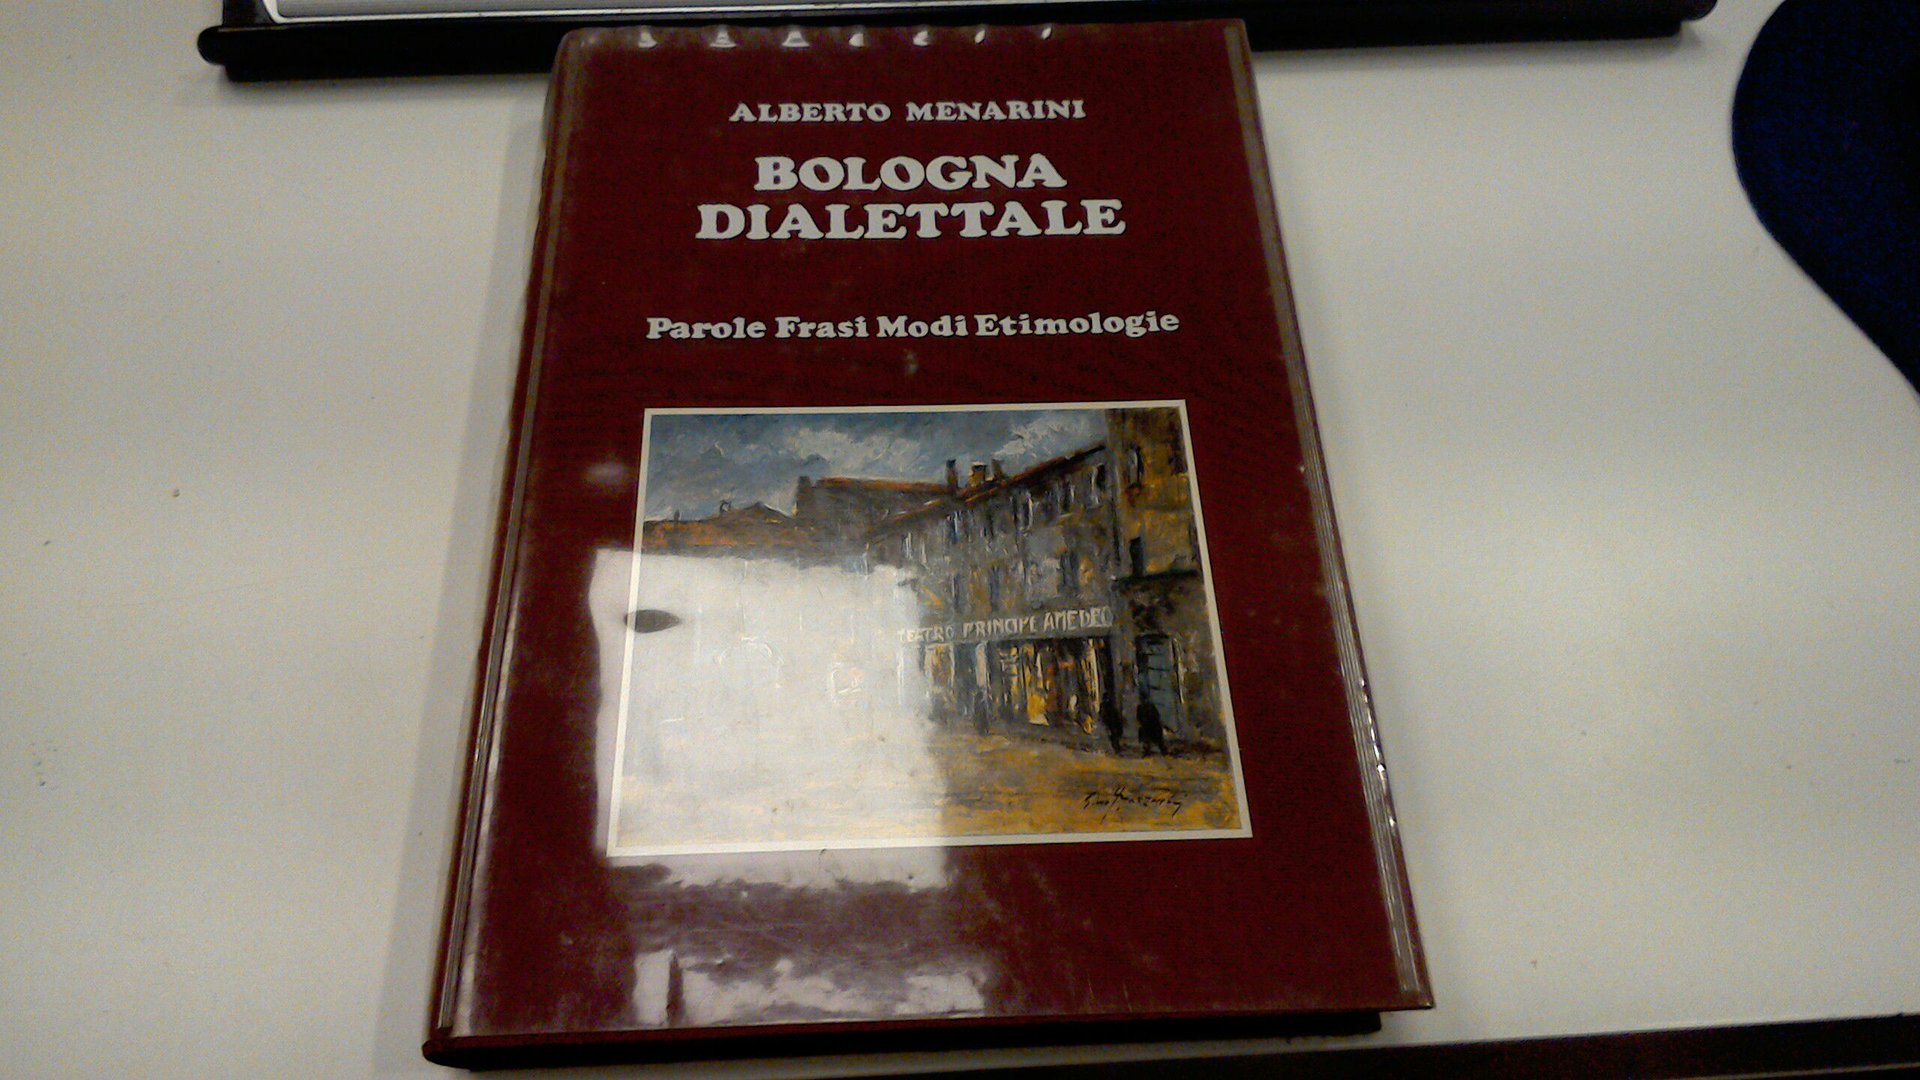 ALBERTO MENARINI
BOLOGNA
DIALETTALE
Parole Frasi Modi Etimologie
TEATRO PRINCIPE AMEDEO